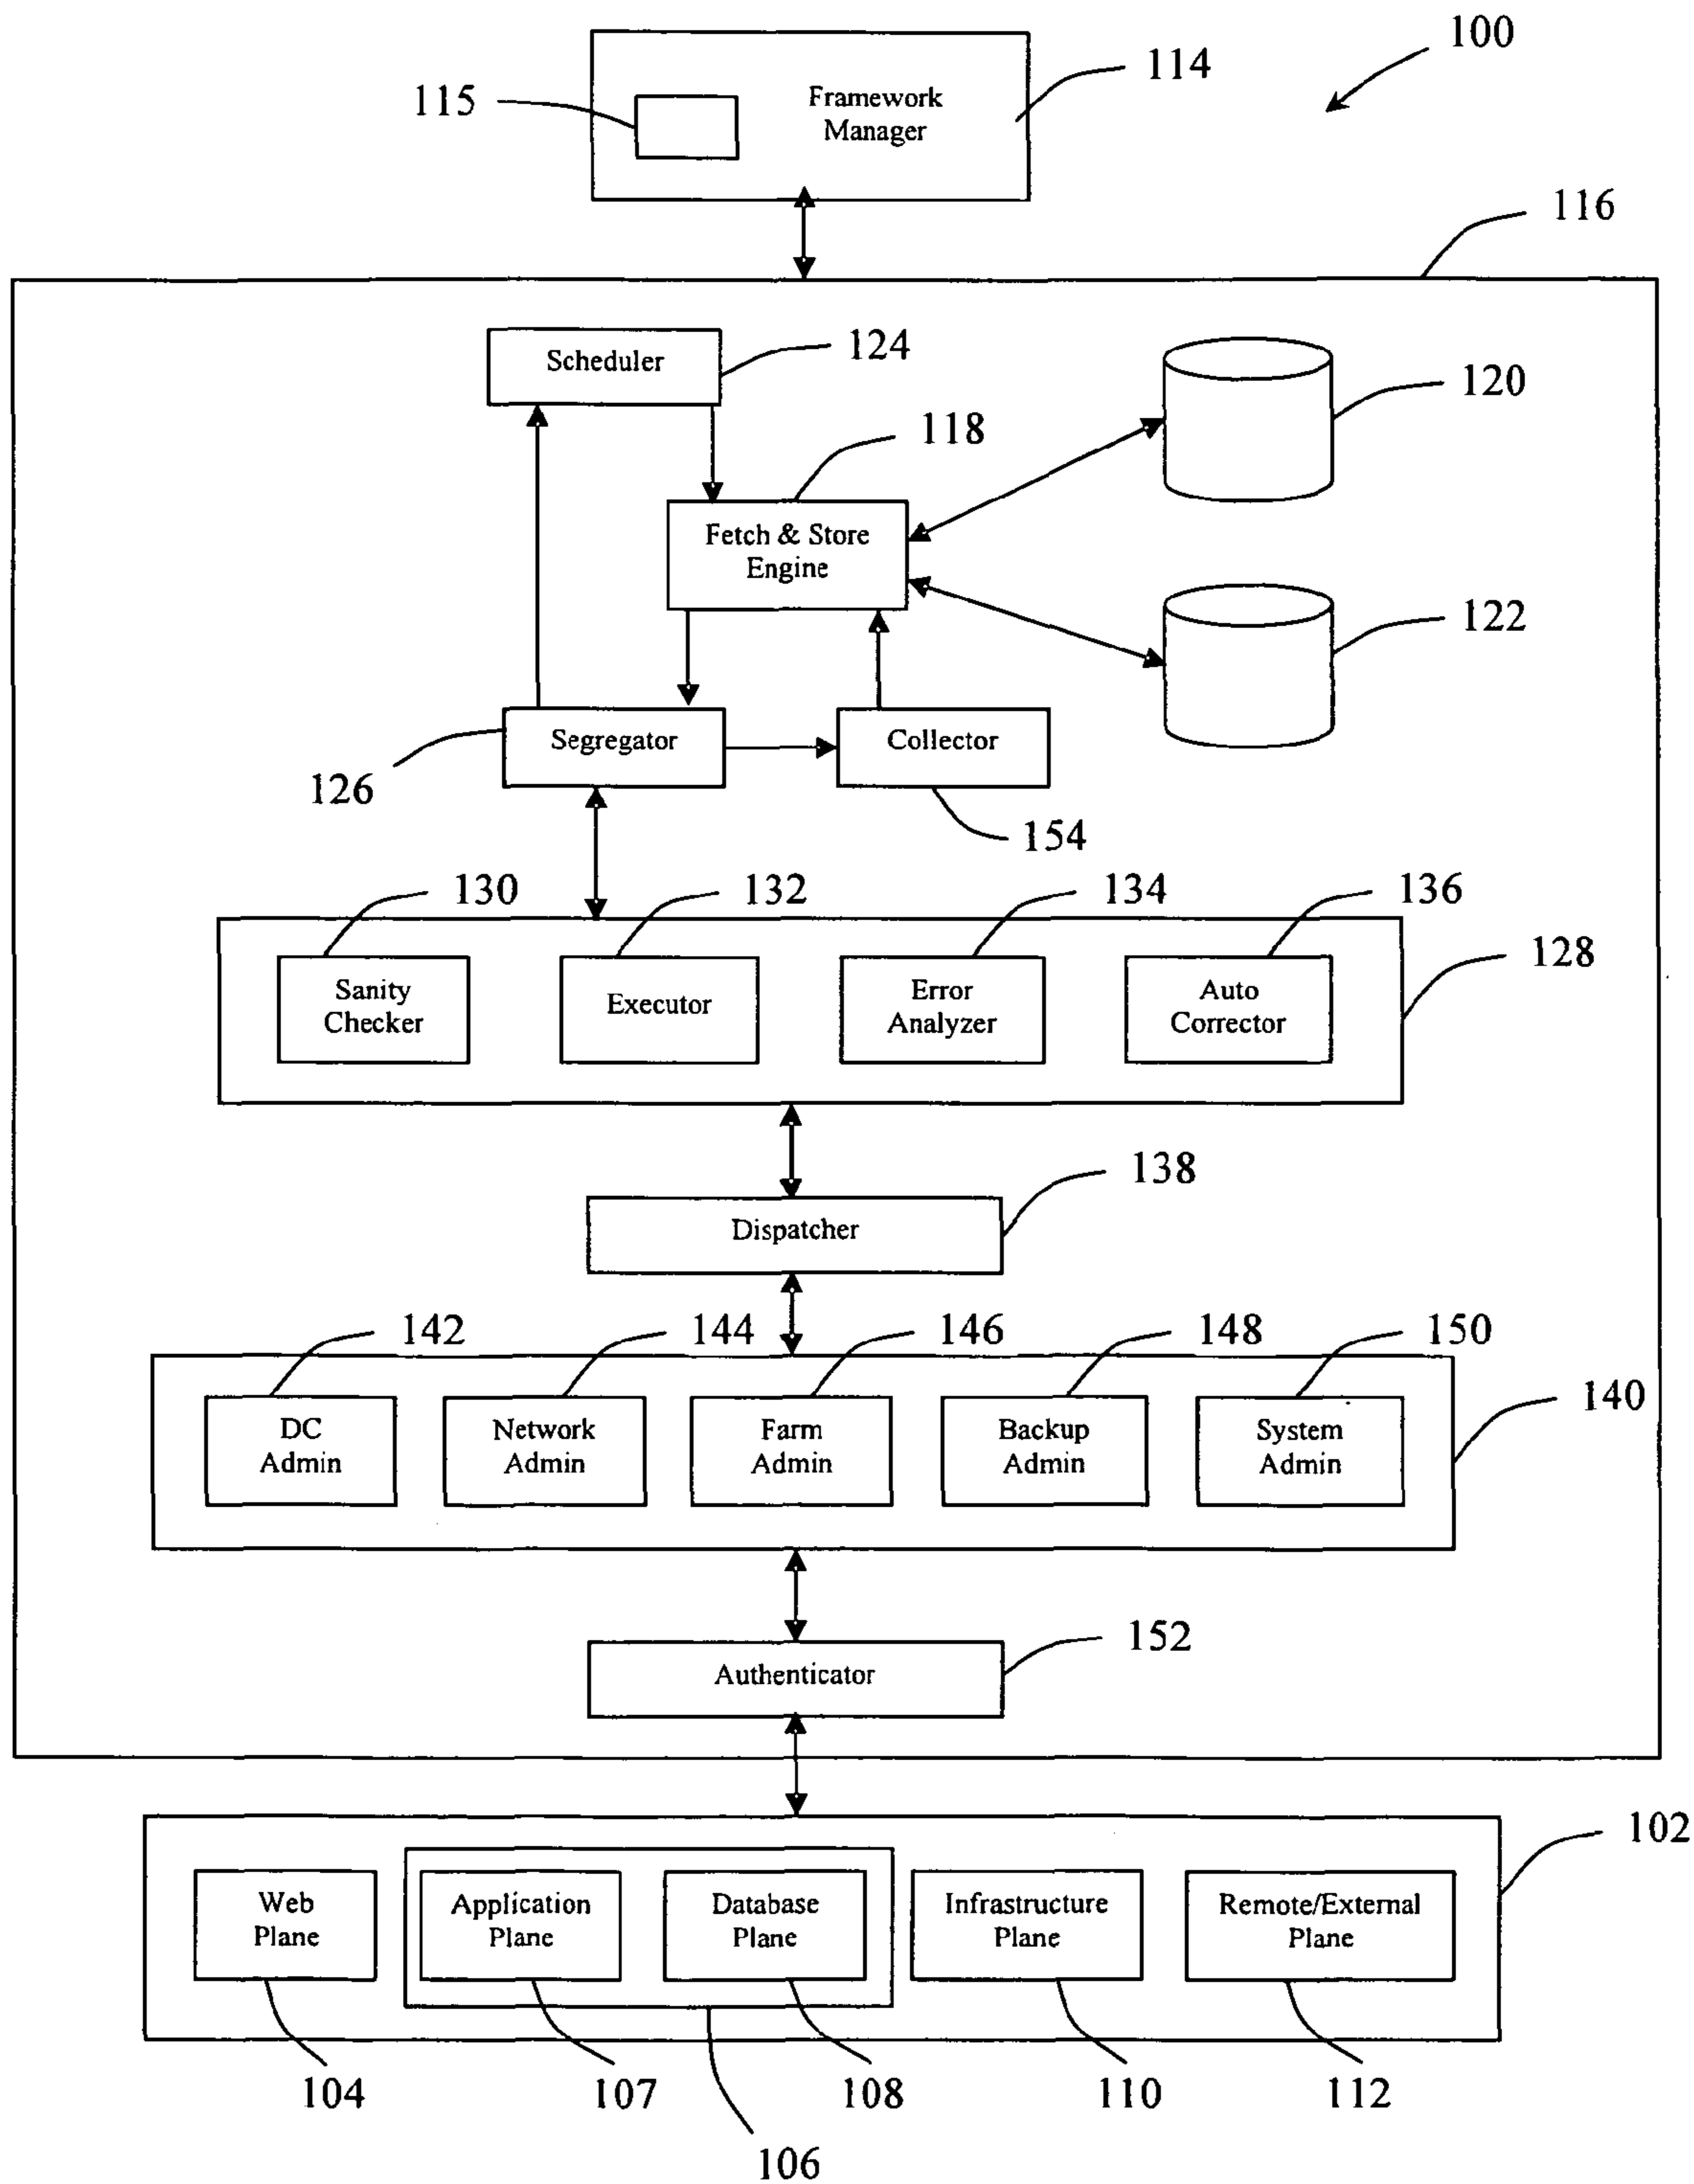 100
114
115
Framework
Manager
116
Scheduler
124
120
118
Fetch & Store
Engine
122
Segregator
Collector
126
154
130
132
134
136
128
Sanity
Checker
Executor
Error
Analyzer
Auto
Corrector
138
Dispatcher
142
144
146
148
150
140
DC
Admin
Network
Admin
Farm
Admin
Backup
Admin
System
Admin
152
Authenticator
102
Web
Plane
Application
Plane
Database
Plane
Infrastructure
Plane
Remote/External
Plane
104
107
108
110
112
106